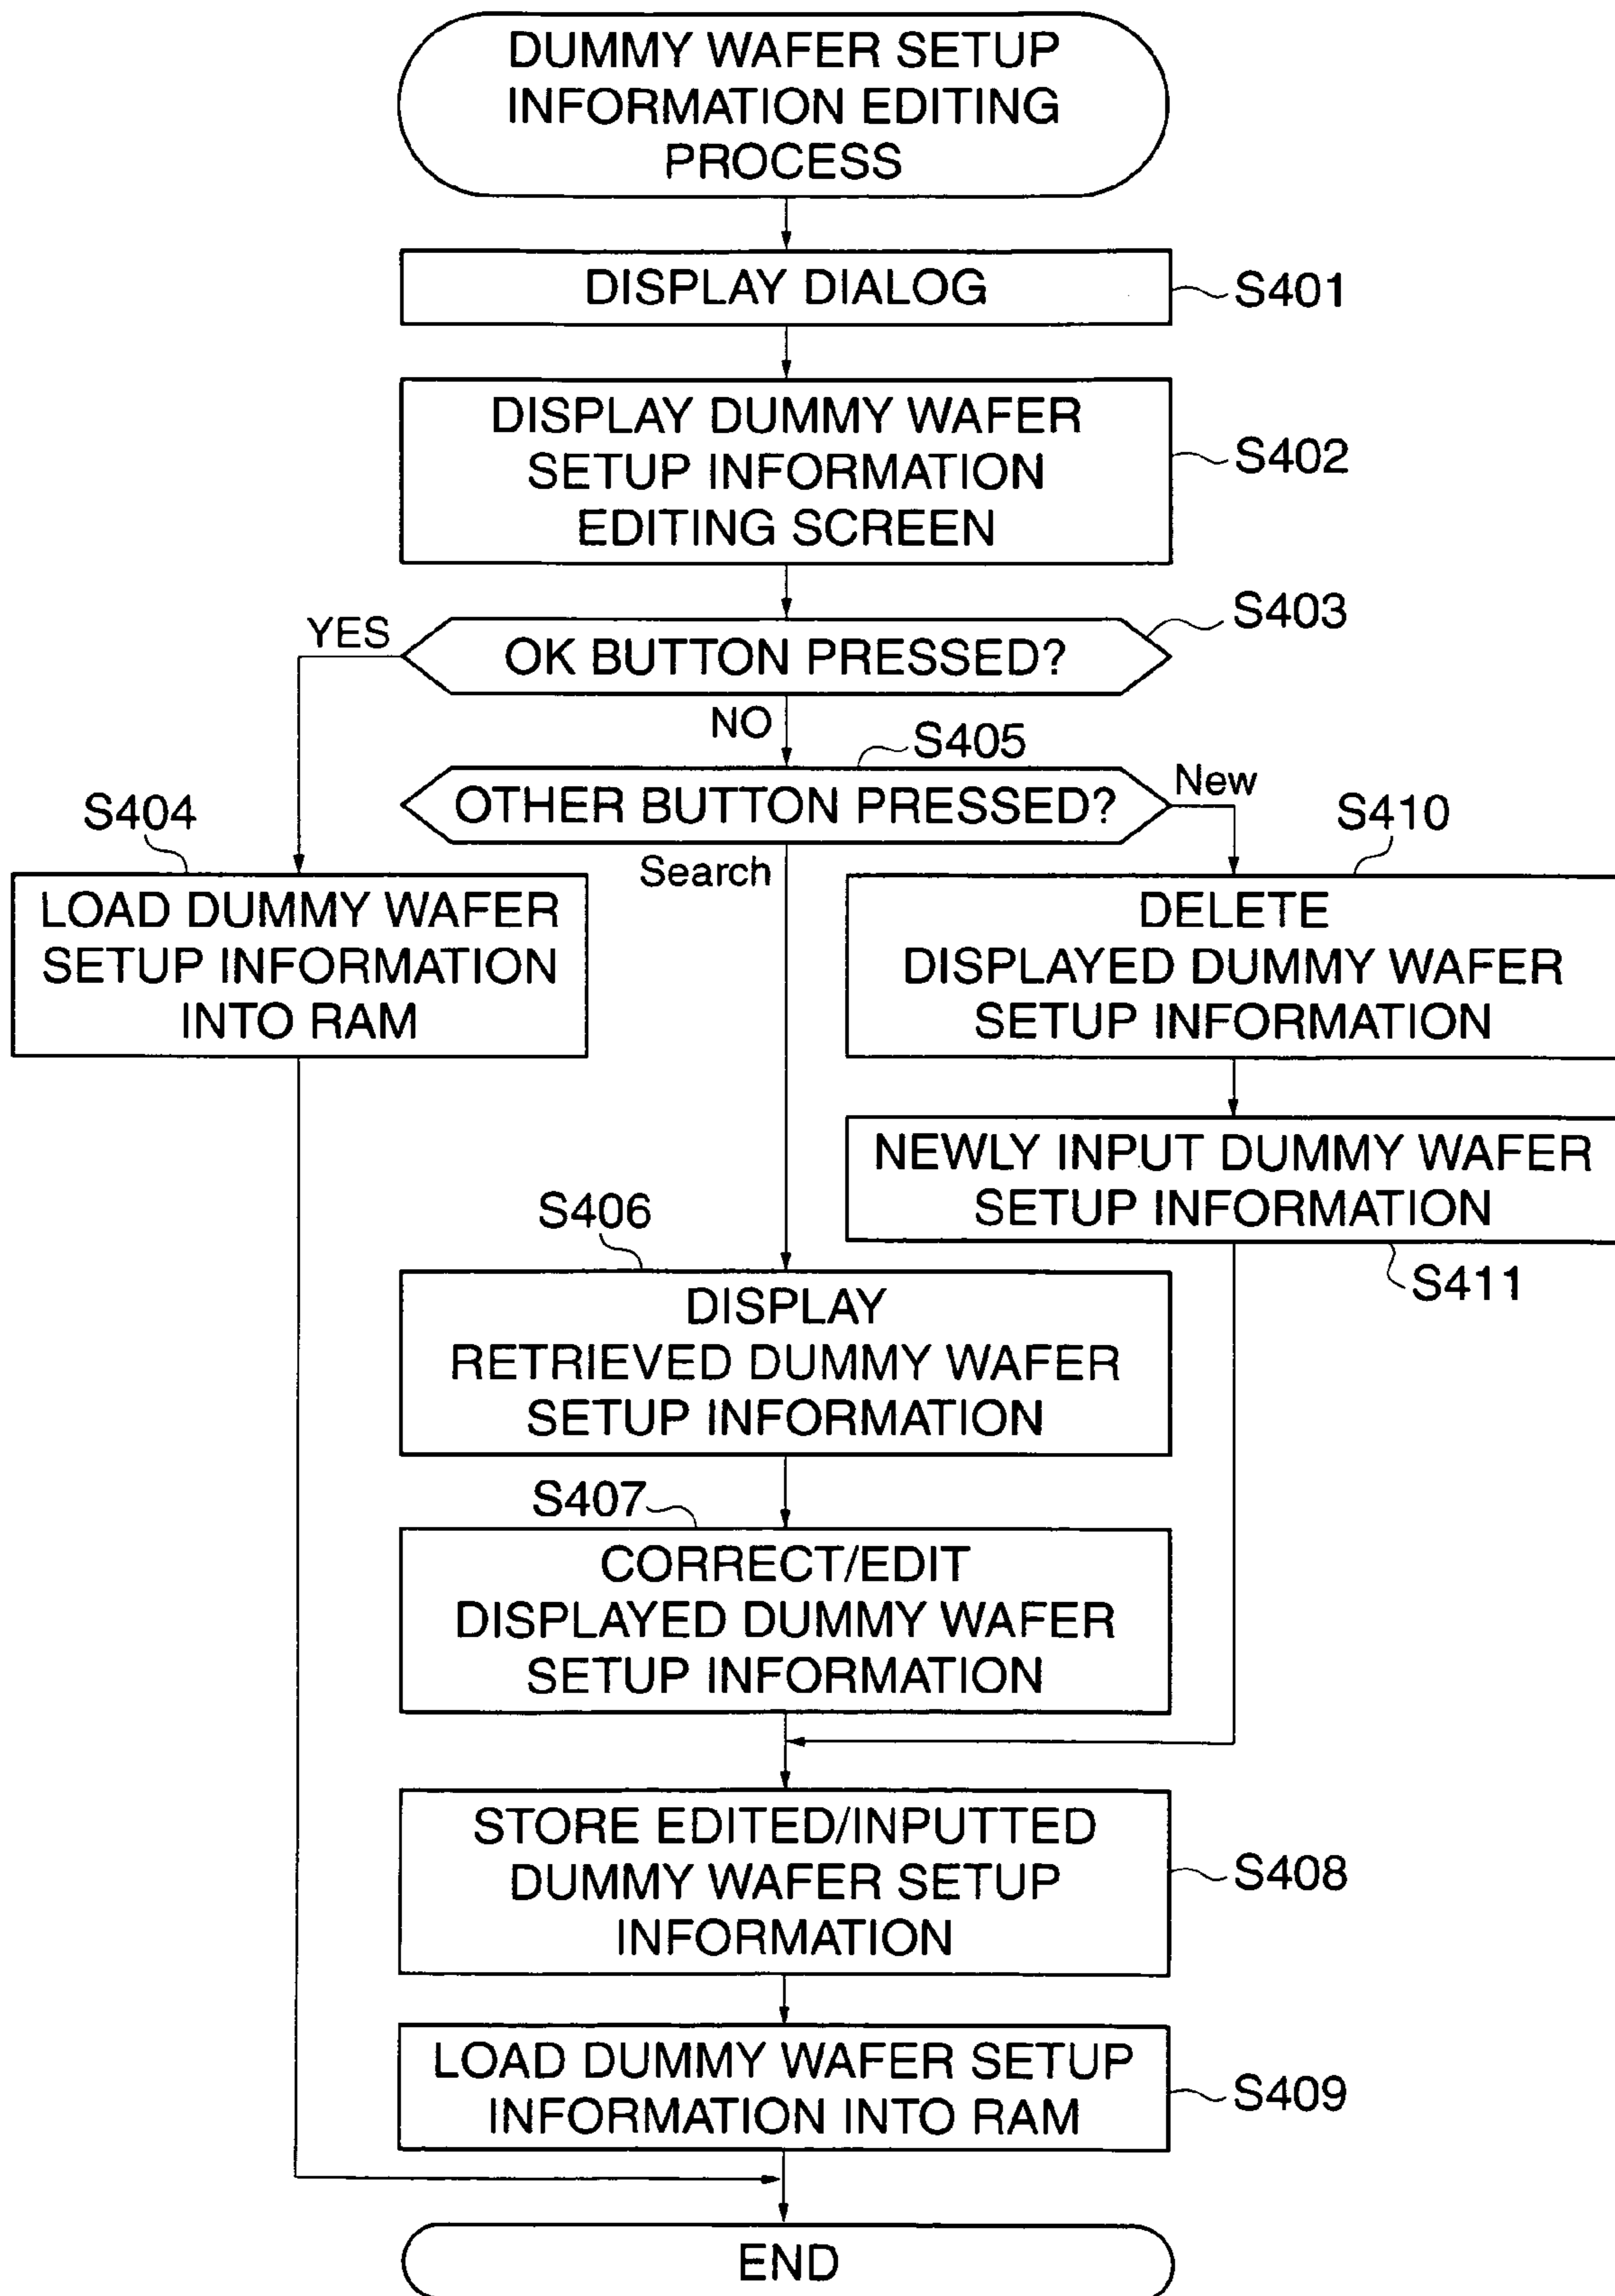 DUMMY WAFER SETUP
INFORMATION EDITING
PROCESS
DISPLAY DIALOG
S401
DISPLAY DUMMY WAFER
SETUP INFORMATION
EDITING SCREEN
S402
S403
YES
OK BUTTON PRESSED?
NO
S405
OTHER BUTTON PRESSED?
New
S404
S410
Search
LOAD DUMMY WAFER
SETUP INFORMATION
INTO RAM
DELETE
DISPLAYED DUMMY WAFER
SETUP INFORMATION
NEWLY INPUT DUMMY WAFER
SETUP INFORMATION
S411
S406
DISPLAY
RETRIEVED DUMMY WAFER
SETUP INFORMATION
S407
CORRECT/EDIT
DISPLAYED DUMMY WAFER
SETUP INFORMATION
STORE EDITED/INPUTTED
DUMMY WAFER SETUP
INFORMATION
S408
LOAD DUMMY WAFER SETUP
INFORMATION INTO RAM
S409
END